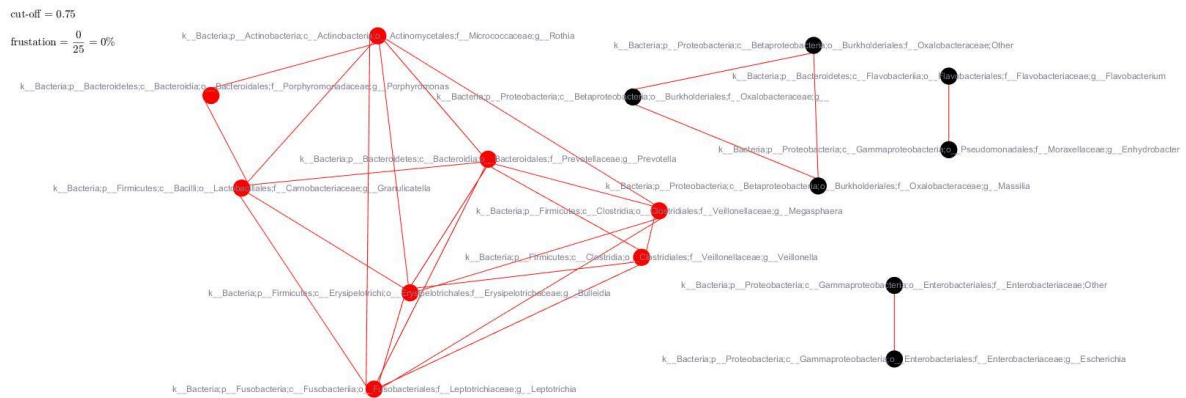 cut-off = 0.75
frustation = 0/25 = 0%
k__Bacteria;p__Actinobacteria;c__Actinobacteria;o__Actinomycetales;f__Micrococcaceae;g__Rothia
k__Bacteria;p__Proteobacteria;c__Betaproteobacteria;o__Burkholderiales;f__Oxalobacteraceae;Other
k__Bacteria;p__Bacteroidetes;c__Flavobacteriia;o__Flavobacteriales;f__Flavobacteriaceae;g__Flavobacterium
k__Bacteria;p__Bacteroidetes;c__Bacteroidia;o__Bacteroidales;f__Porphyromonadaceae;g__Porphyromonas
k__Bacteria;p__Proteobacteria;c__Betaproteobacteria;o__Burkholderiales;f__Oxalobacteraceae;g__
k__Bacteria;p__Proteobacteria;c__Gammaproteobacteria;o__Pseudomonadales;f__Moraxellaceae;g__Enhydrobacter
k__Bacteria;p__Bacteroidetes;c__Bacteroidia;o__Bacteroidales;f__Prevotellaceae;g__Prevotella
k__Bacteria;p__Firmicutes;c__Bacilli;o__Lactobacillales;f__Carnobacteriaceae;g__Granulicatella
k__Bacteria;p__Proteobacteria;c__Betaproteobacteria;o__Burkholderiales;f__Oxalobacteraceae;g__Massilia
k__Bacteria;p__Firmicutes;c__Clostridia;o__Clostridiales;f__Veillonellaceae;g__Megasphaera
k__Bacteria;p__Firmicutes;c__Clostridia;o__Clostridiales;f__Veillonellaceae;g__Veillonella
k__Bacteria;p__Proteobacteria;c__Gammaproteobacteria;o__Enterobacteriales;f__Enterobacteriaceae;Other
k__Bacteria;p__Firmicutes;c__Erysipelotrichi;o__Erysipelotrichales;f__Erysipelotrichaceae;g__Bulleidia
k__Bacteria;p__Proteobacteria;c__Gammaproteobacteria;o__Enterobacteriales;f__Enterobacteriaceae;g__Escherichia
k__Bacteria;p__Fusobacteria;c__Fusobacteriia;o__Fusobacteriales;f__Leptotrichiaceae;g__Leptotrichia